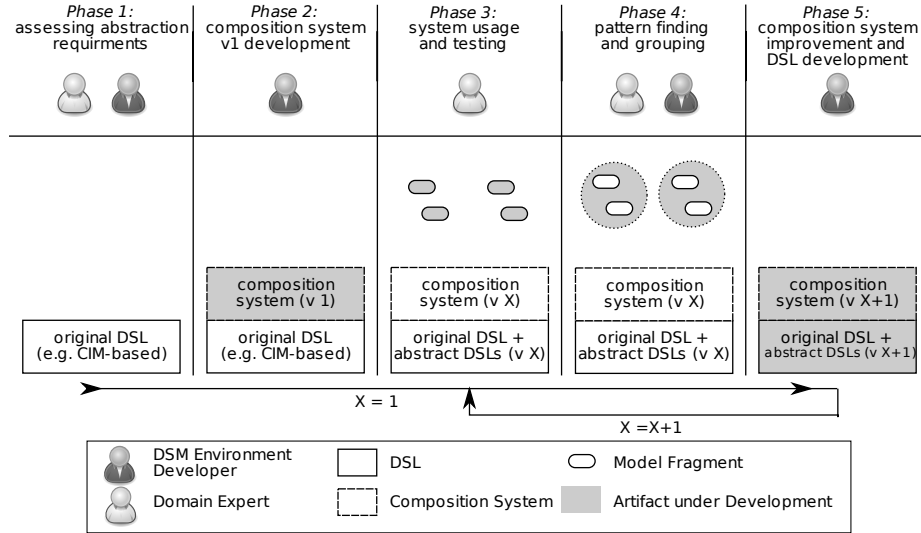 Phase 1:
assessing abstraction
requirments
Phase 2:
composition system
v1 development
Phase 3:
system usage
and testing
Phase 4:
pattern finding
and grouping
Phase 5:
composition system
improvement and
DSL development
original DSL
(e.g. CIM-based)
composition
system (v 1)
original DSL
(e.g. CIM-based)
composition
system (v X)
original DSL +
abstract DSLs (v X)
composition
system (v X)
original DSL +
abstract DSLs (v X)
composition
system (v X+1)
original DSL +
abstract DSLs (v X+1)
X = 1
X =X+1
DSM Environment
Developer
Domain Expert
DSL
Composition System
Model Fragment
Artifact under Development